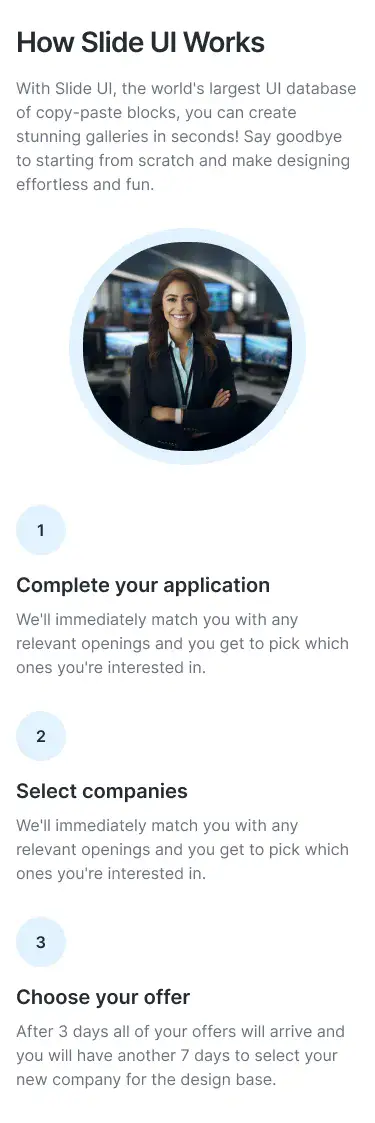 How Slide UI Works
With Slide UI, the world's largest UI database
of copy-paste blocks, you can create
stunning galleries in seconds! Say goodbye
to starting from scratch and make designing
effortless and fun.
1
Complete your application
We'll immediately match you with any
relevant openings and you get to pick which
ones you're interested in.
2
Select companies
We'll immediately match you with any
relevant openings and you get to pick which
ones you're interested in.
3
Choose your offer
After 3 days all of your offers will arrive and
you will have another 7 days to select your
new company for the design base.